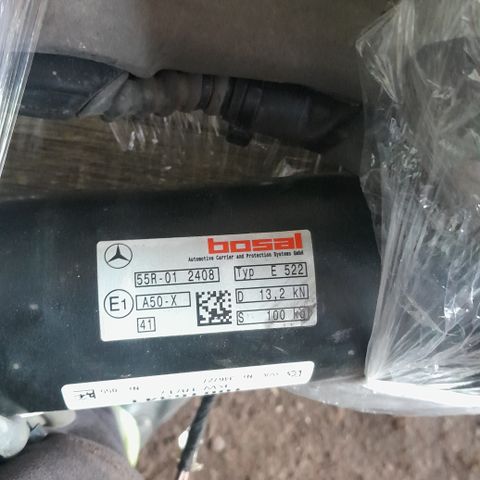 bosal
Automotive Carrier and Protection Systems GmbH
55R-01 2408 Typ E 522
E1 A50-X D 13,2 kN
41 S 100 kg